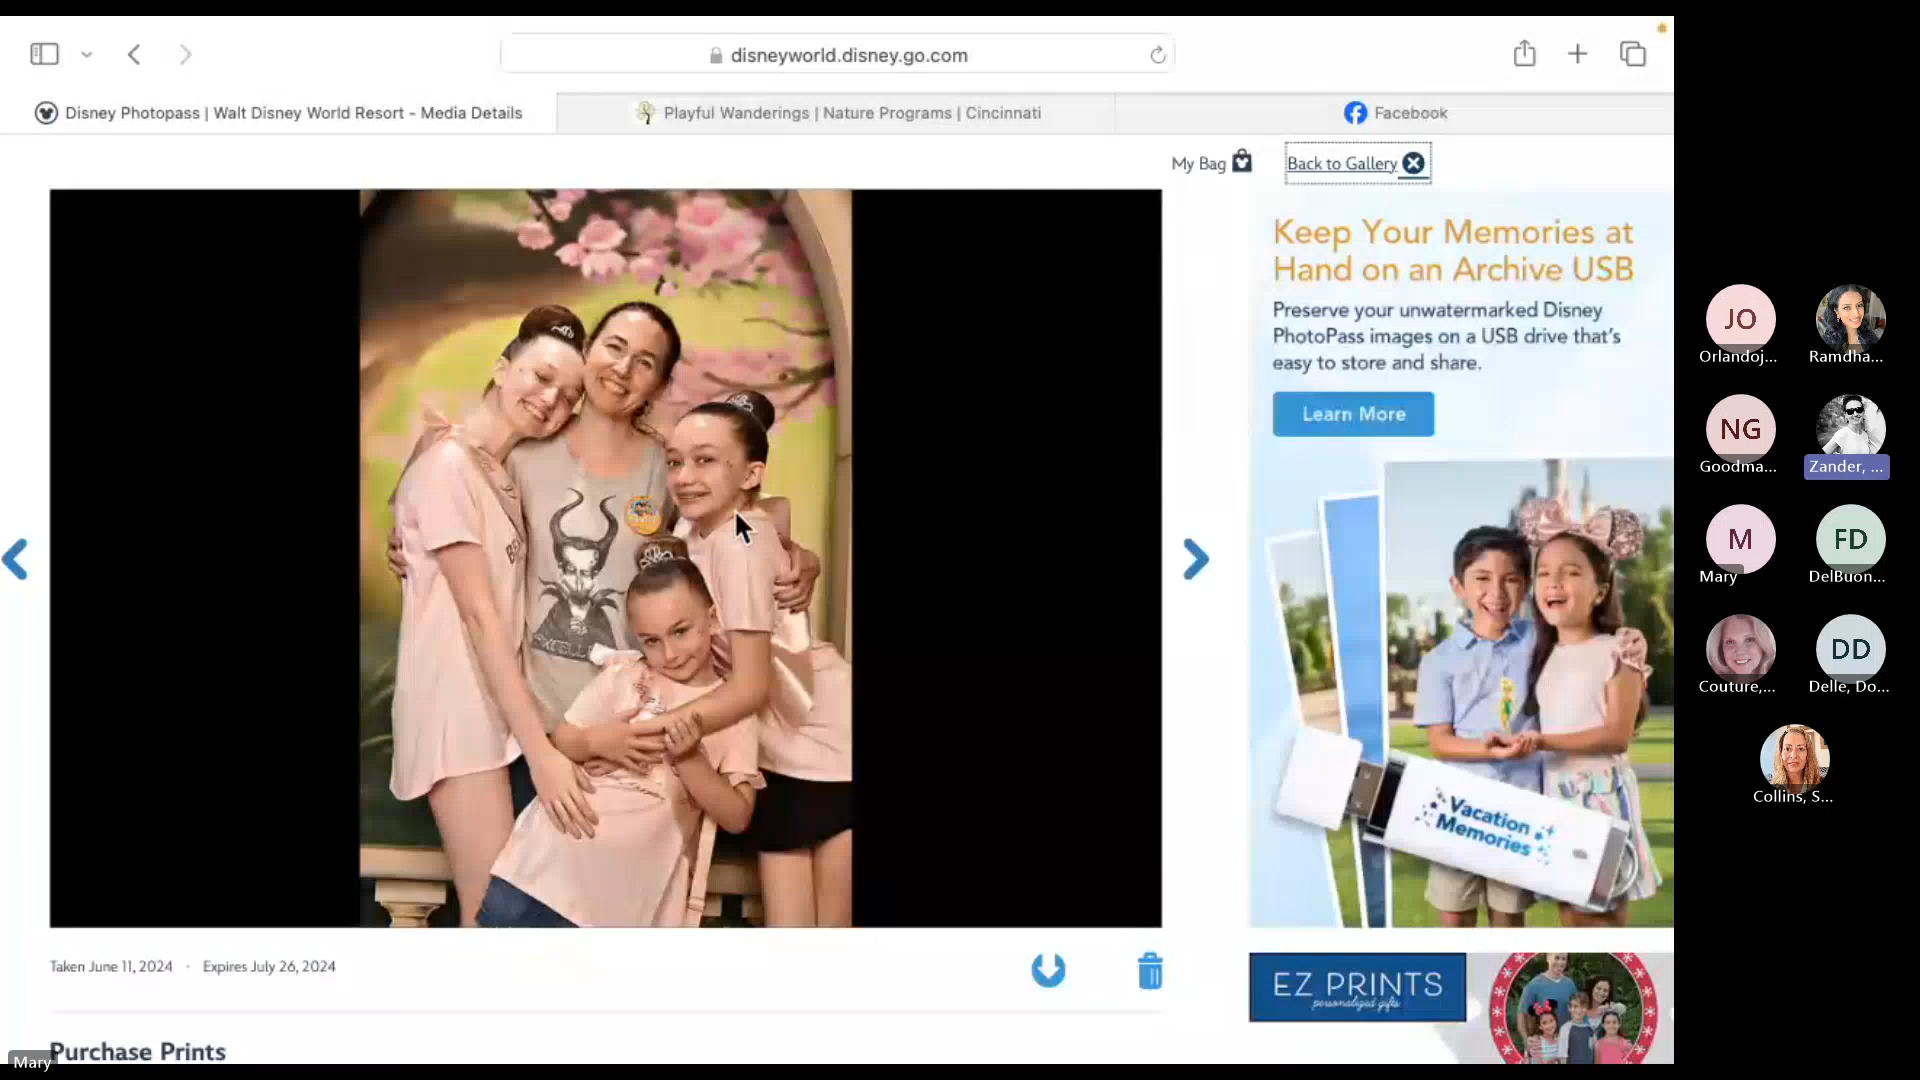 disneyworld.disney.go.com
Disney Photopass | Walt Disney World Resort - Media Details
Playful Wanderings | Nature Programs | Cincinnati
Facebook
My Bag
Back to Gallery
Keep Your Memories at
Hand on an Archive USB
Preserve your unwatermarked Disney
PhotoPass images on a USB drive that's
easy to store and share.
Learn More
Vacation
Memories
Taken June 11, 2024 · Expires July 26, 2024
EZ PRINTS
personalized gifts
Purchase Prints
Mary
JO
Orlandoj...
Ramdha...
NG
Goodma...
Zander, ...
M
Mary
FD
DelBuon...
Couture,...
DD
Delle, Do...
Collins, S...